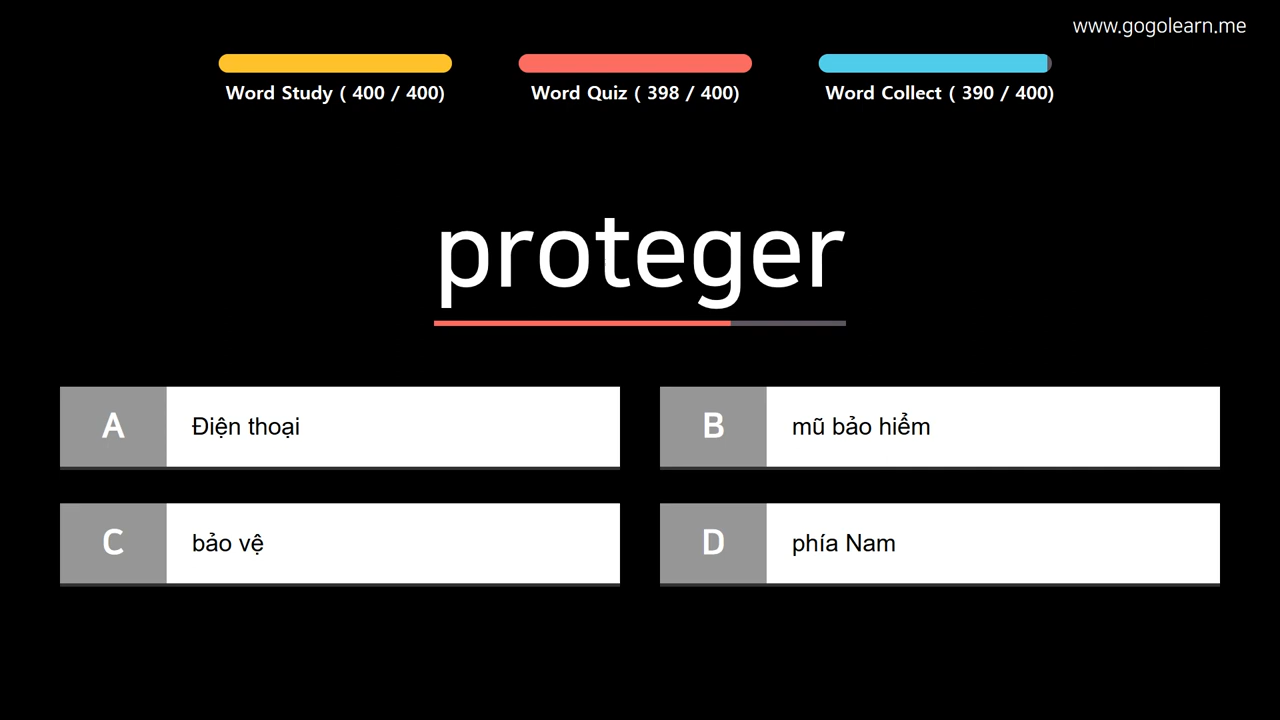 www.gogolearn.me
Word Study ( 400 / 400)
Word Quiz ( 398 / 400)
Word Collect ( 390 / 400)
proteger
A
Điện thoại
B
mũ bảo hiểm
C
bảo vệ
D
phía Nam